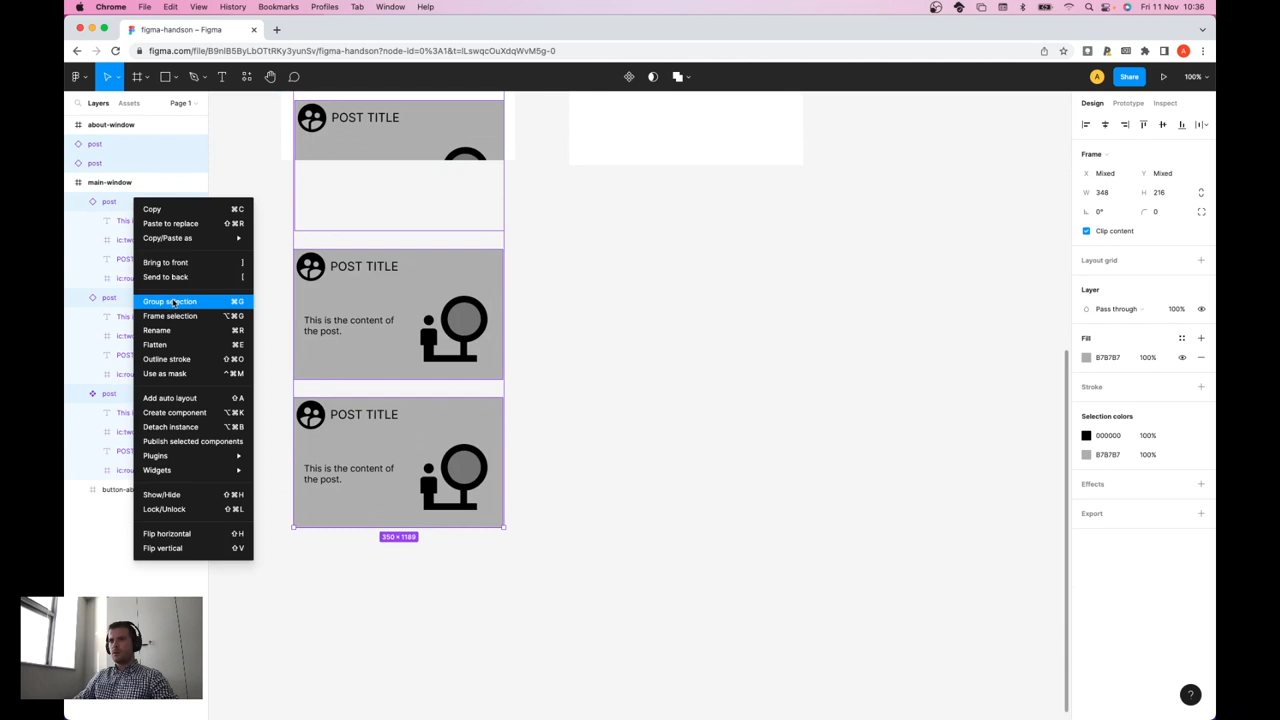 Chrome File Edit View History Bookmarks Profiles Tab Window Help Fri 11 Nov 10:36
figma-handson – Figma
100%
Share A
Layers Assets Page 1
about-window
post
post
main-window
post
This i
POST
post
This i
POST
post
This i
POST
Copy ⌘C
Paste to replace ⇧⌘R
Copy/Paste as
Bring to front ]
Send to back [
Group selection ⌘G
Frame selection ⌥⌘G
Rename ⌘R
Flatten ⌘E
Outline stroke ⇧⌘O
Use as mask ^⌘M
Add auto layout ⇧A
Create component ⌥⌘K
Detach instance ⌥⌘B
Publish selected components
Plugins
Widgets
Show/Hide ⇧⌘H
Lock/Unlock ⇧⌘L
Flip horizontal ⇧H
Flip vertical ⇧V
POST TITLE
POST TITLE
This is the content of
the post.
POST TITLE
This is the content of
the post.
350 × 1189
Design Prototype Inspect
Frame
X Mixed Y Mixed
W 348 H 216
0° 0
Clip content
Layout grid
Layer
Pass through 100%
Fill
B7B7B7 100%
Stroke
Selection colors
000000 100%
B7B7B7 100%
Effects
Export
?